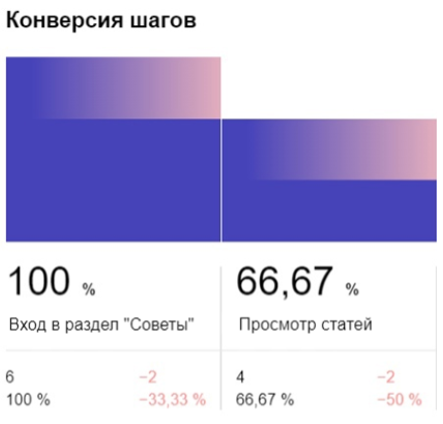 Конверсия шагов
100 % 66,67 %
Вход в раздел "Советы" Просмотр статей
6 −2 4 −2
100 % −33,33 % 66,67 % −50 %